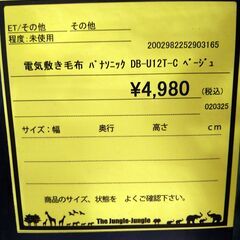 ET/その他 その他
程度：未使用
2002982252903165
電気敷き毛布 パナソニック DB-U12T-C ベージュ
¥4,980 (税込)
020325
サイズ：幅 奥行 高さ cm
商品のサイズ、状態を よくご確認下さい。
The Jungle-Jungle